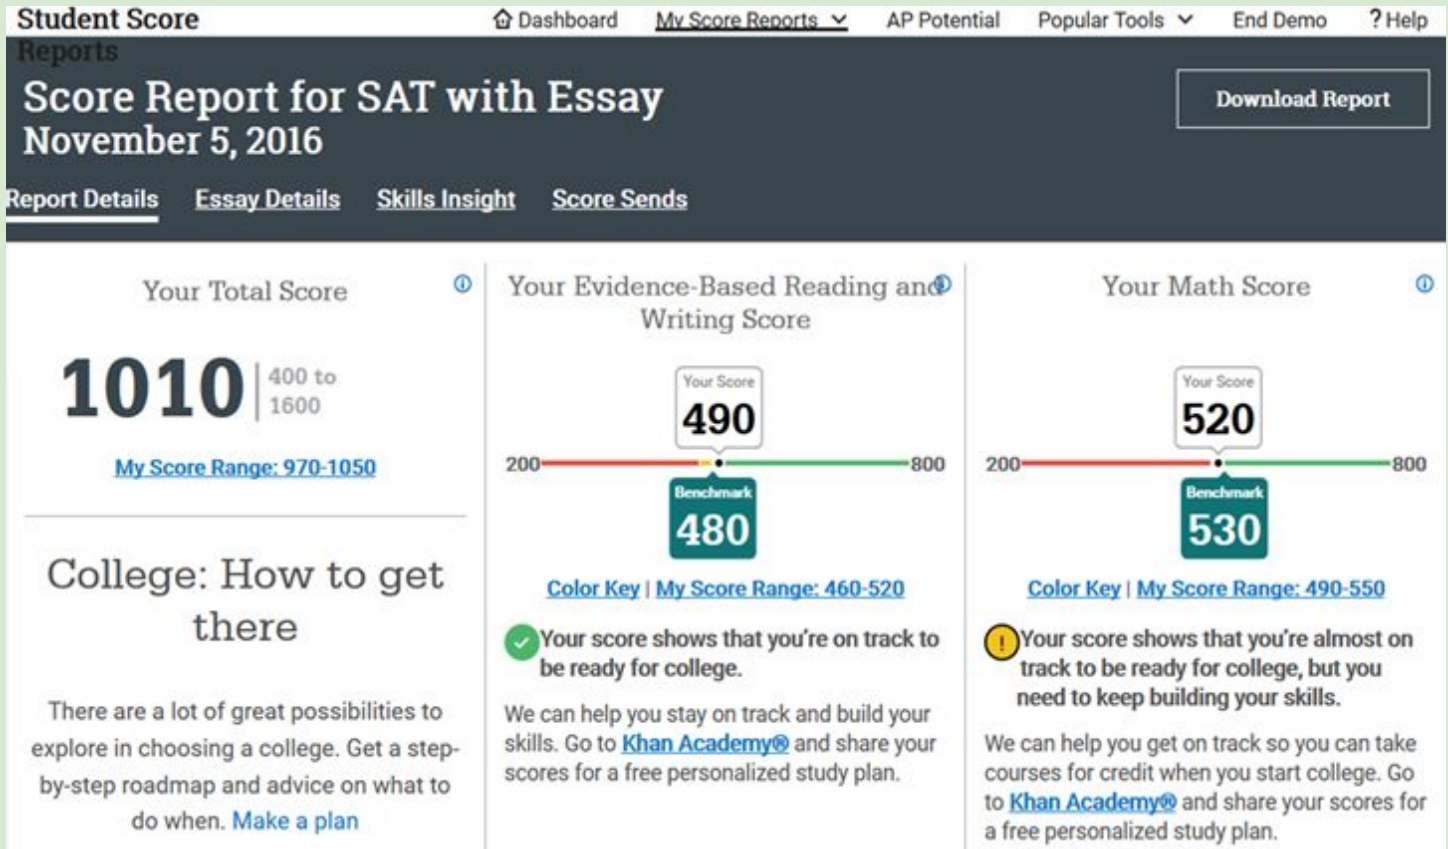 Student Score
Reports
Dashboard
My Score Reports
AP Potential
Popular Tools
End Demo
? Help
Score Report for SAT with Essay
November 5, 2016
Download Report
Report Details
Essay Details
Skills Insight
Score Sends
Your Total Score
1010
400 to
1600
My Score Range: 970-1050
College: How to get
there
There are a lot of great possibilities to
explore in choosing a college. Get a step-
by-step roadmap and advice on what to
do when. Make a plan
Your Evidence-Based Reading and
Writing Score
Your Score
490
200
800
Benchmark
480
Color Key | My Score Range: 460-520
Your score shows that you're on track to
be ready for college.
We can help you stay on track and build your
skills. Go to Khan Academy® and share your
scores for a free personalized study plan.
Your Math Score
Your Score
520
200
800
Benchmark
530
Color Key | My Score Range: 490-550
Your score shows that you're almost on
track to be ready for college, but you
need to keep building your skills.
We can help you get on track so you can take
courses for credit when you start college. Go
to Khan Academy® and share your scores for
a free personalized study plan.